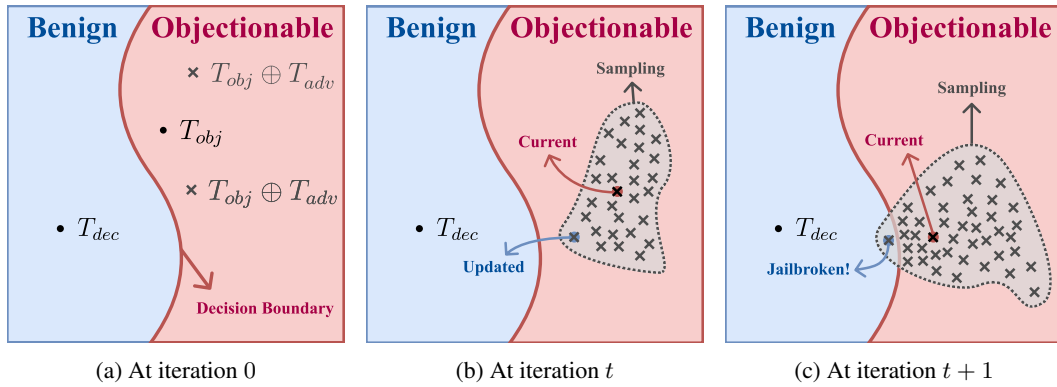 Benign Objectionable
T_obj ⊕ T_adv
T_obj
T_obj ⊕ T_adv
T_dec
Decision Boundary
(a) At iteration 0
Benign Objectionable
Sampling
Current
T_dec
Updated
(b) At iteration t
Benign Objectionable
Sampling
Current
T_dec
Jailbroken!
(c) At iteration t + 1